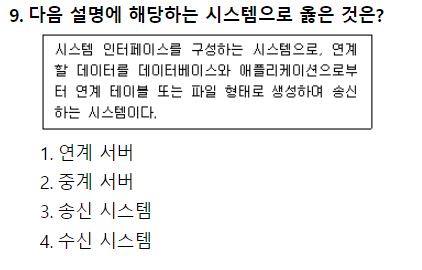 9. 다음 설명에 해당하는 시스템으로 옳은 것은?
시스템 인터페이스를 구성하는 시스템으로, 연계
할 데이터를 데이터베이스와 애플리케이션으로부
터 연계 테이블 또는 파일 형태로 생성하여 송신
하는 시스템이다.
1. 연계 서버
2. 중계 서버
3. 송신 시스템
4. 수신 시스템